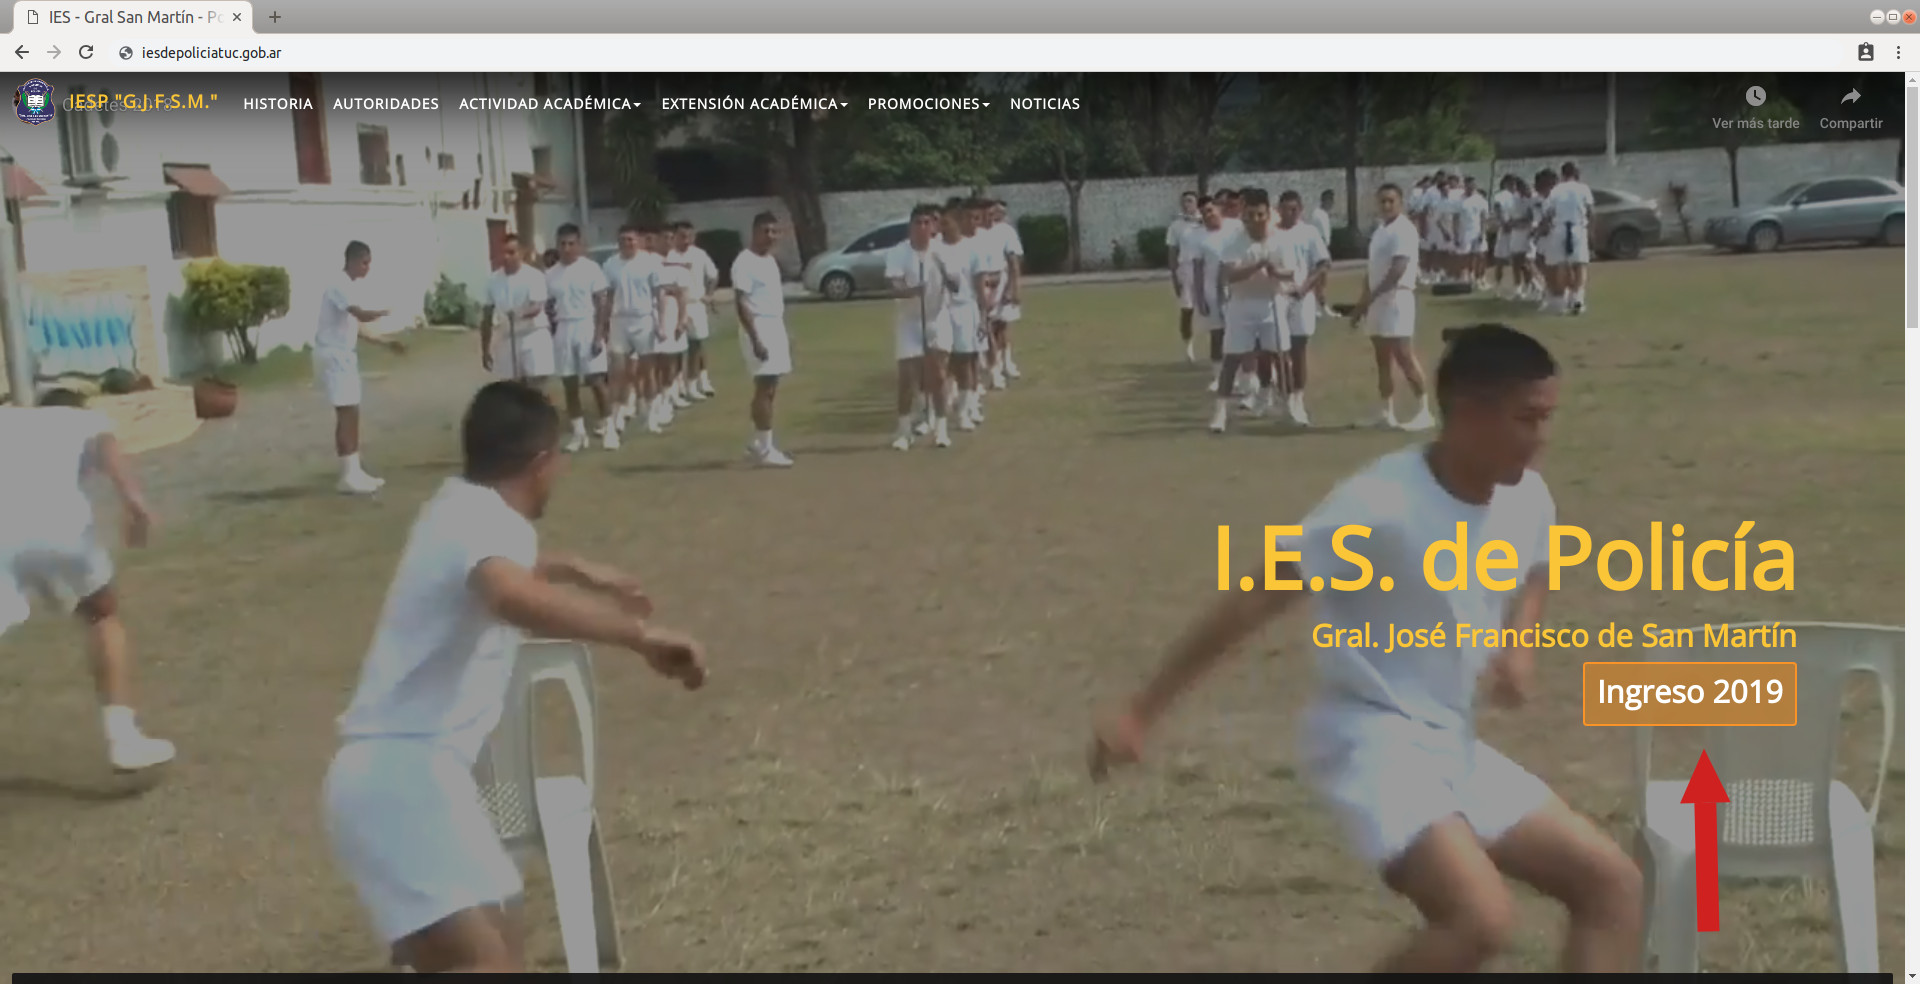 IES - Gral San Martín - Po
iesdepoliciatuc.gob.ar
IESP "G.J.F.S.M."
HISTORIA
AUTORIDADES
ACTIVIDAD ACADÉMICA
EXTENSIÓN ACADÉMICA
PROMOCIONES
NOTICIAS
Ver más tarde
Compartir
I.E.S. de Policía
Gral. José Francisco de San Martín
Ingreso 2019